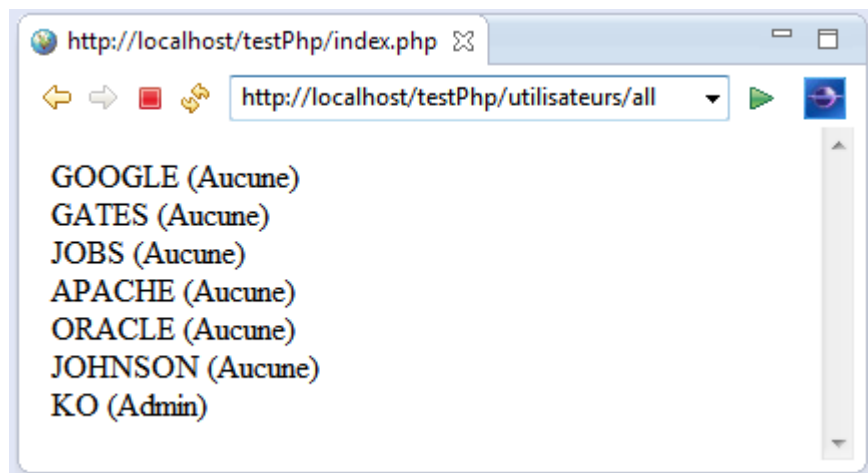 http://localhost/testPhp/index.php
http://localhost/testPhp/utilisateurs/all
GOOGLE (Aucune)
GATES (Aucune)
JOBS (Aucune)
APACHE (Aucune)
ORACLE (Aucune)
JOHNSON (Aucune)
KO (Admin)